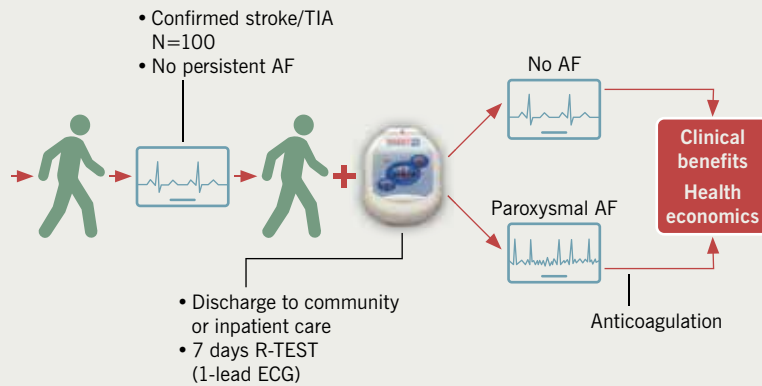 • Confirmed stroke/TIA
N=100
• No persistent AF
No AF
Paroxysmal AF
Clinical
benefits
Health
economics
Anticoagulation
• Discharge to community
or inpatient care
• 7 days R-TEST
(1-lead ECG)